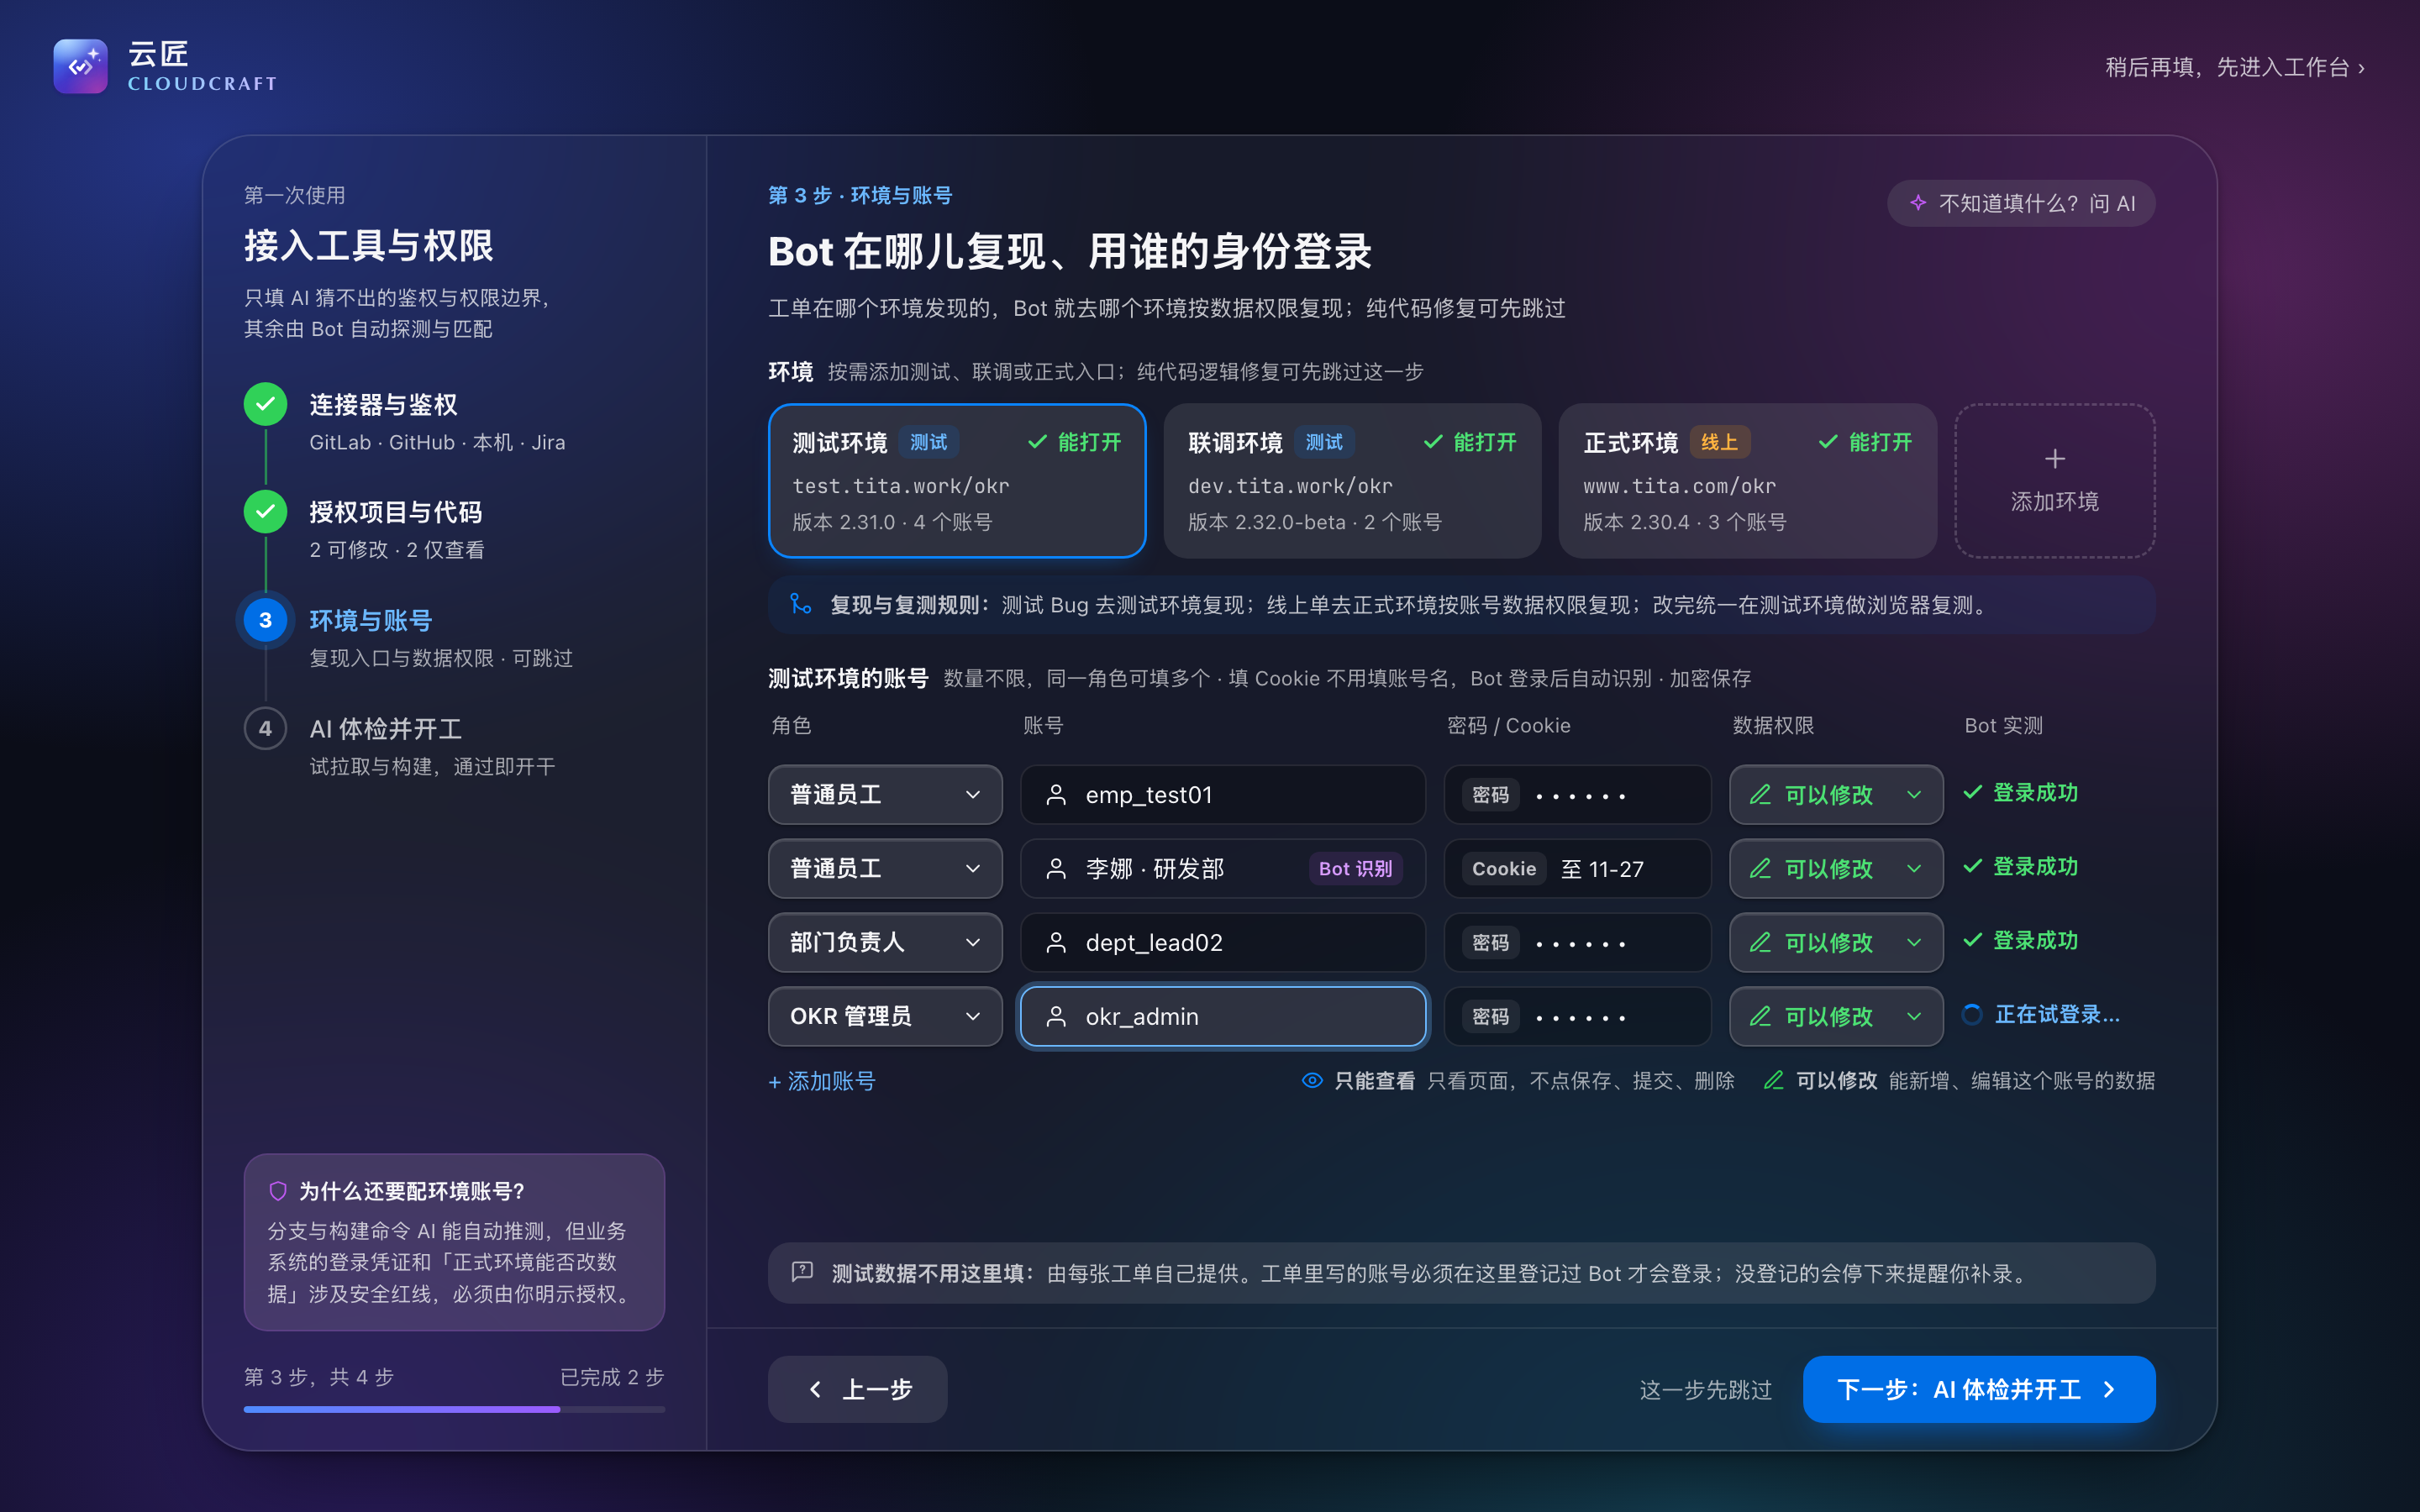 云匠
CLOUDCRAFT
稍后再填，先进入工作台 ›
第一次使用
接入工具与权限
只填 AI 猜不出的鉴权与权限边界，
其余由 Bot 自动探测与匹配
连接器与鉴权
GitLab · GitHub · 本机 · Jira
授权项目与代码
2 可修改 · 2 仅查看
3
环境与账号
复现入口与数据权限 · 可跳过
4
AI 体检并开工
试拉取与构建，通过即开干
为什么还要配环境账号？
分支与构建命令 AI 能自动推测，但业务
系统的登录凭证和「正式环境能否改数
据」涉及安全红线，必须由你明示授权。
第 3 步，共 4 步
已完成 2 步
第 3 步 · 环境与账号
不知道填什么？问 AI
Bot 在哪儿复现、用谁的身份登录
工单在哪个环境发现的，Bot 就去哪个环境按数据权限复现；纯代码修复可先跳过
环境 按需添加测试、联调或正式入口；纯代码逻辑修复可先跳过这一步
测试环境 测试 能打开
test.tita.work/okr
版本 2.31.0 · 4 个账号
联调环境 测试 能打开
dev.tita.work/okr
版本 2.32.0-beta · 2 个账号
正式环境 线上 能打开
www.tita.com/okr
版本 2.30.4 · 3 个账号
+
添加环境
复现与复测规则：测试 Bug 去测试环境复现；线上单去正式环境按账号数据权限复现；改完统一在测试环境做浏览器复测。
测试环境的账号 数量不限，同一角色可填多个 · 填 Cookie 不用填账号名，Bot 登录后自动识别 · 加密保存
角色 账号 密码 / Cookie 数据权限 Bot 实测
普通员工 emp_test01 密码 •••••• 可以修改 登录成功
普通员工 李娜 · 研发部 Bot 识别 Cookie 至 11-27 可以修改 登录成功
部门负责人 dept_lead02 密码 •••••• 可以修改 登录成功
OKR 管理员 okr_admin 密码 •••••• 可以修改 正在试登录...
+ 添加账号
只能查看 只看页面，不点保存、提交、删除 可以修改 能新增、编辑这个账号的数据
测试数据不用这里填：由每张工单自己提供。工单里写的账号必须在这里登记过 Bot 才会登录；没登记的会停下来提醒你补录。
上一步
这一步先跳过
下一步：AI 体检并开工